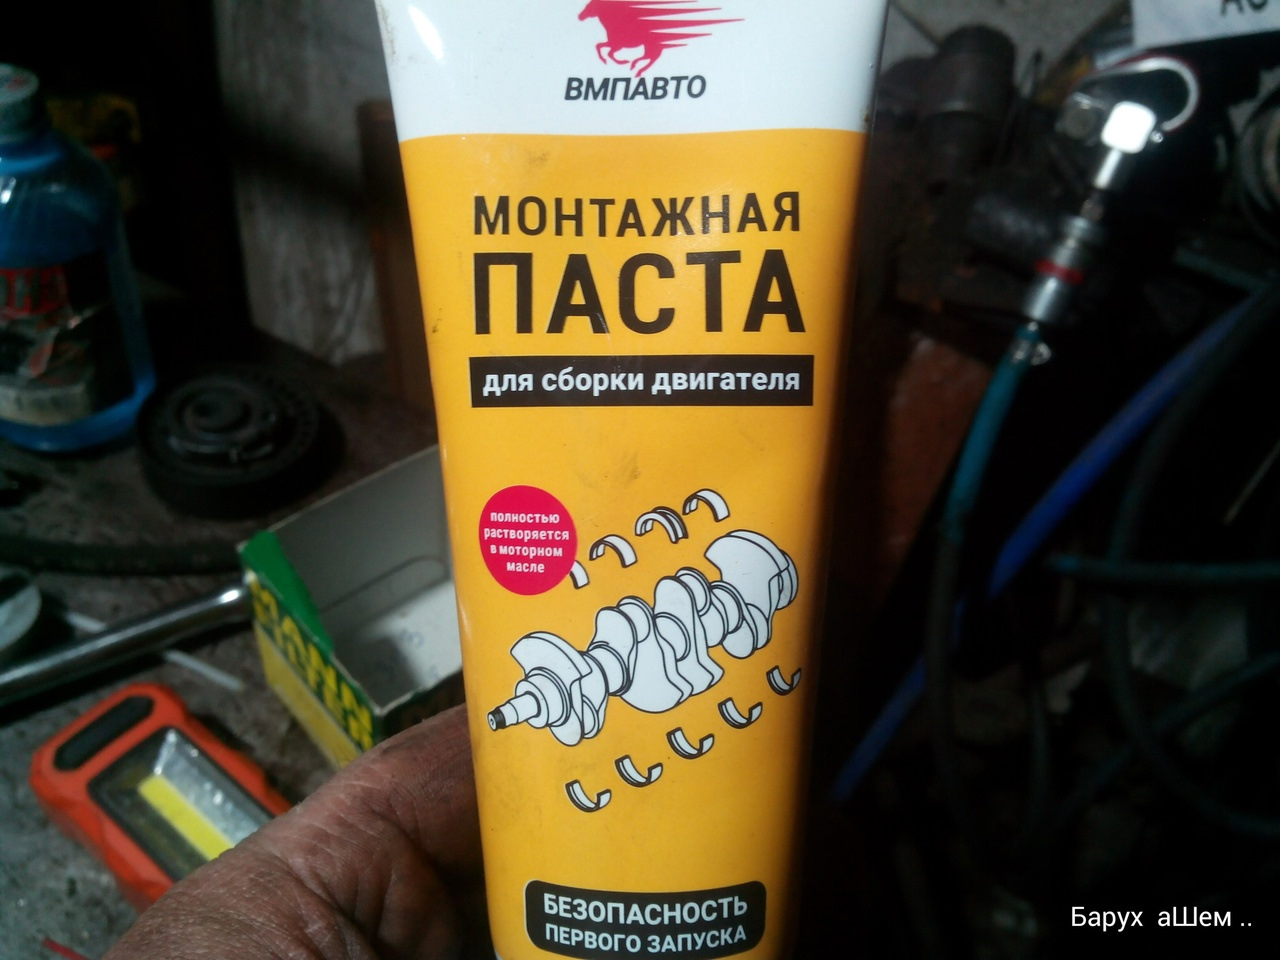 ВМПАВТО
МОНТАЖНАЯ
ПАСТА
для сборки двигателя
полностью
растворяется
в моторном
масле
БЕЗОПАСНОСТЬ
ПЕРВОГО ЗАПУСКА
Барух аШем ..